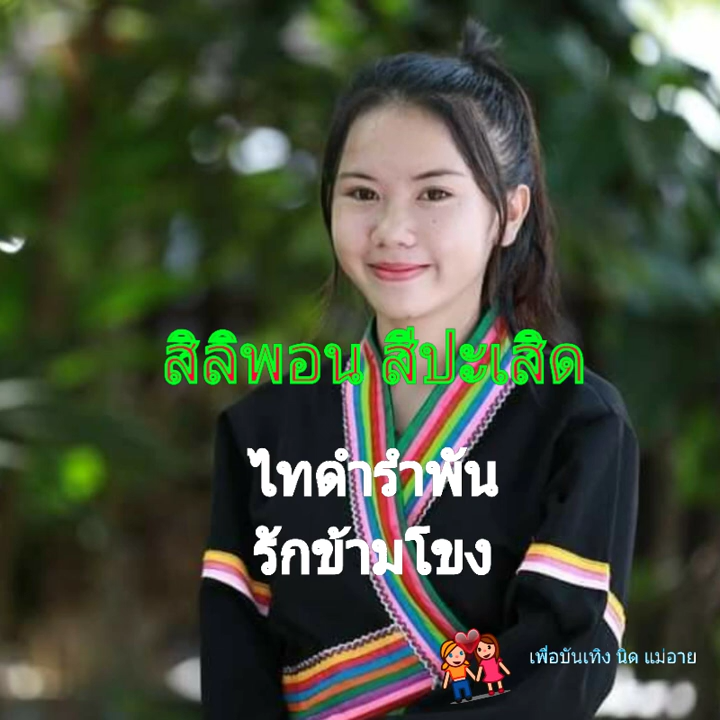 สิลิพอน สีปะเสิด
ไทดำรำพัน
รักข้ามโขง
เพื่อบันเทิง นิด แม่อาย